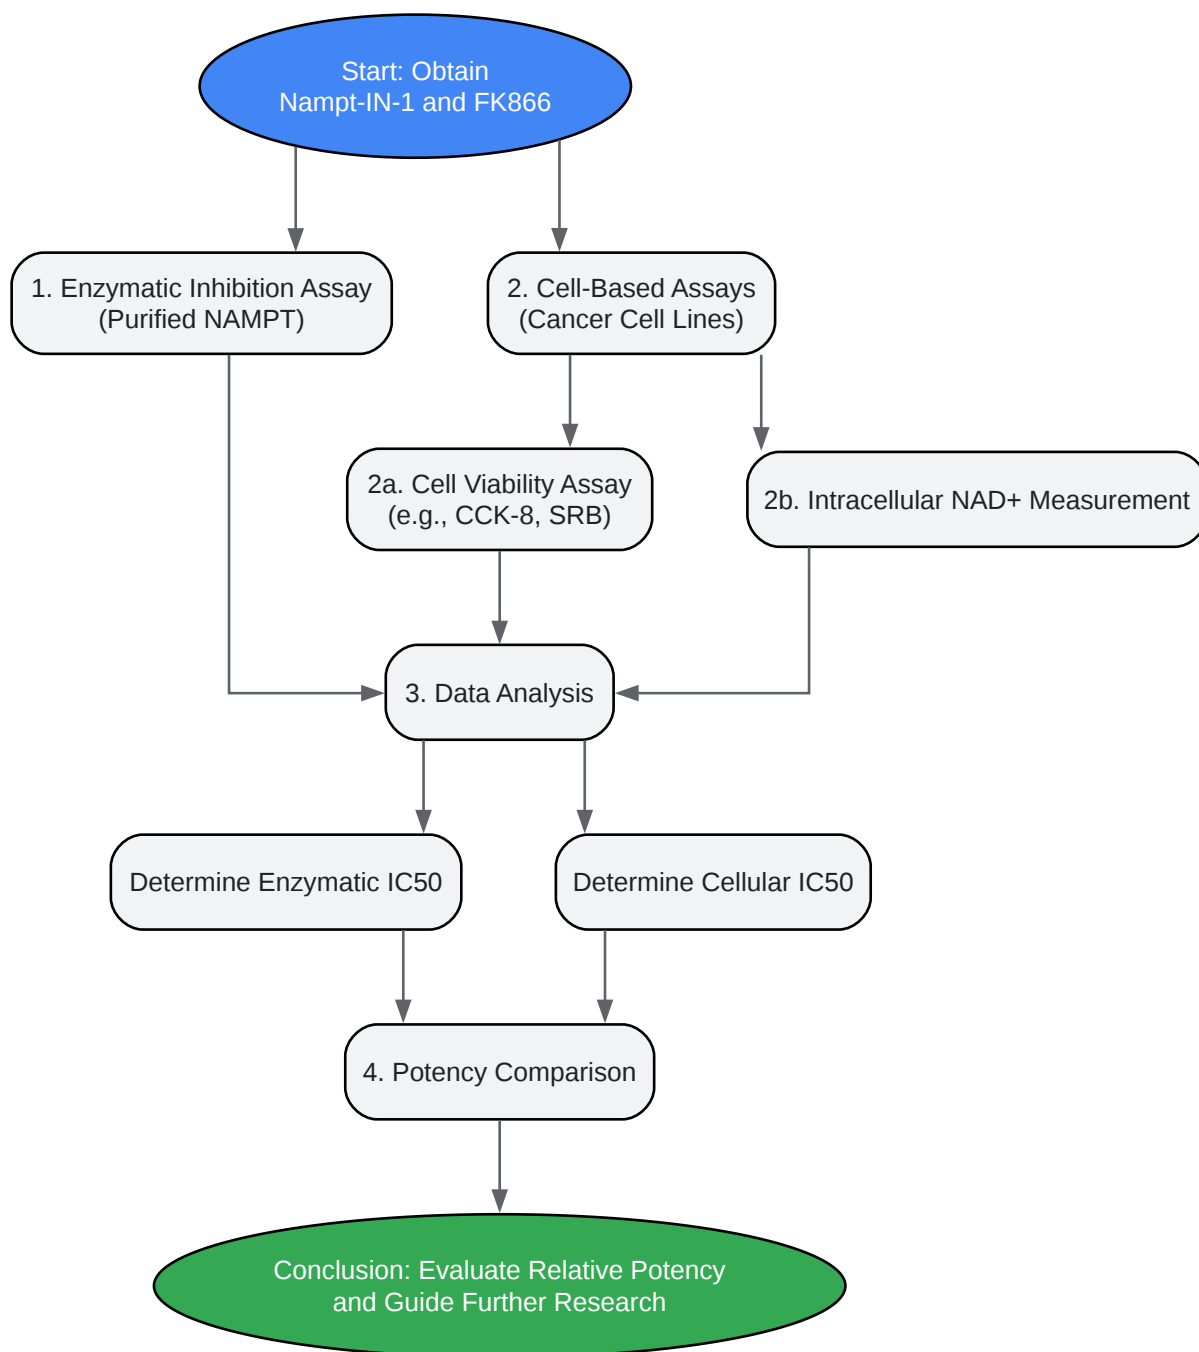 Start: Obtain
Nampt-IN-1 and FK866
1. Enzymatic Inhibition Assay
(Purified NAMPT)
2. Cell-Based Assays
(Cancer Cell Lines)
2a. Cell Viability Assay
(e.g., CCK-8, SRB)
2b. Intracellular NAD+ Measurement
3. Data Analysis
Determine Enzymatic IC50
Determine Cellular IC50
4. Potency Comparison
Conclusion: Evaluate Relative Potency
and Guide Further Research